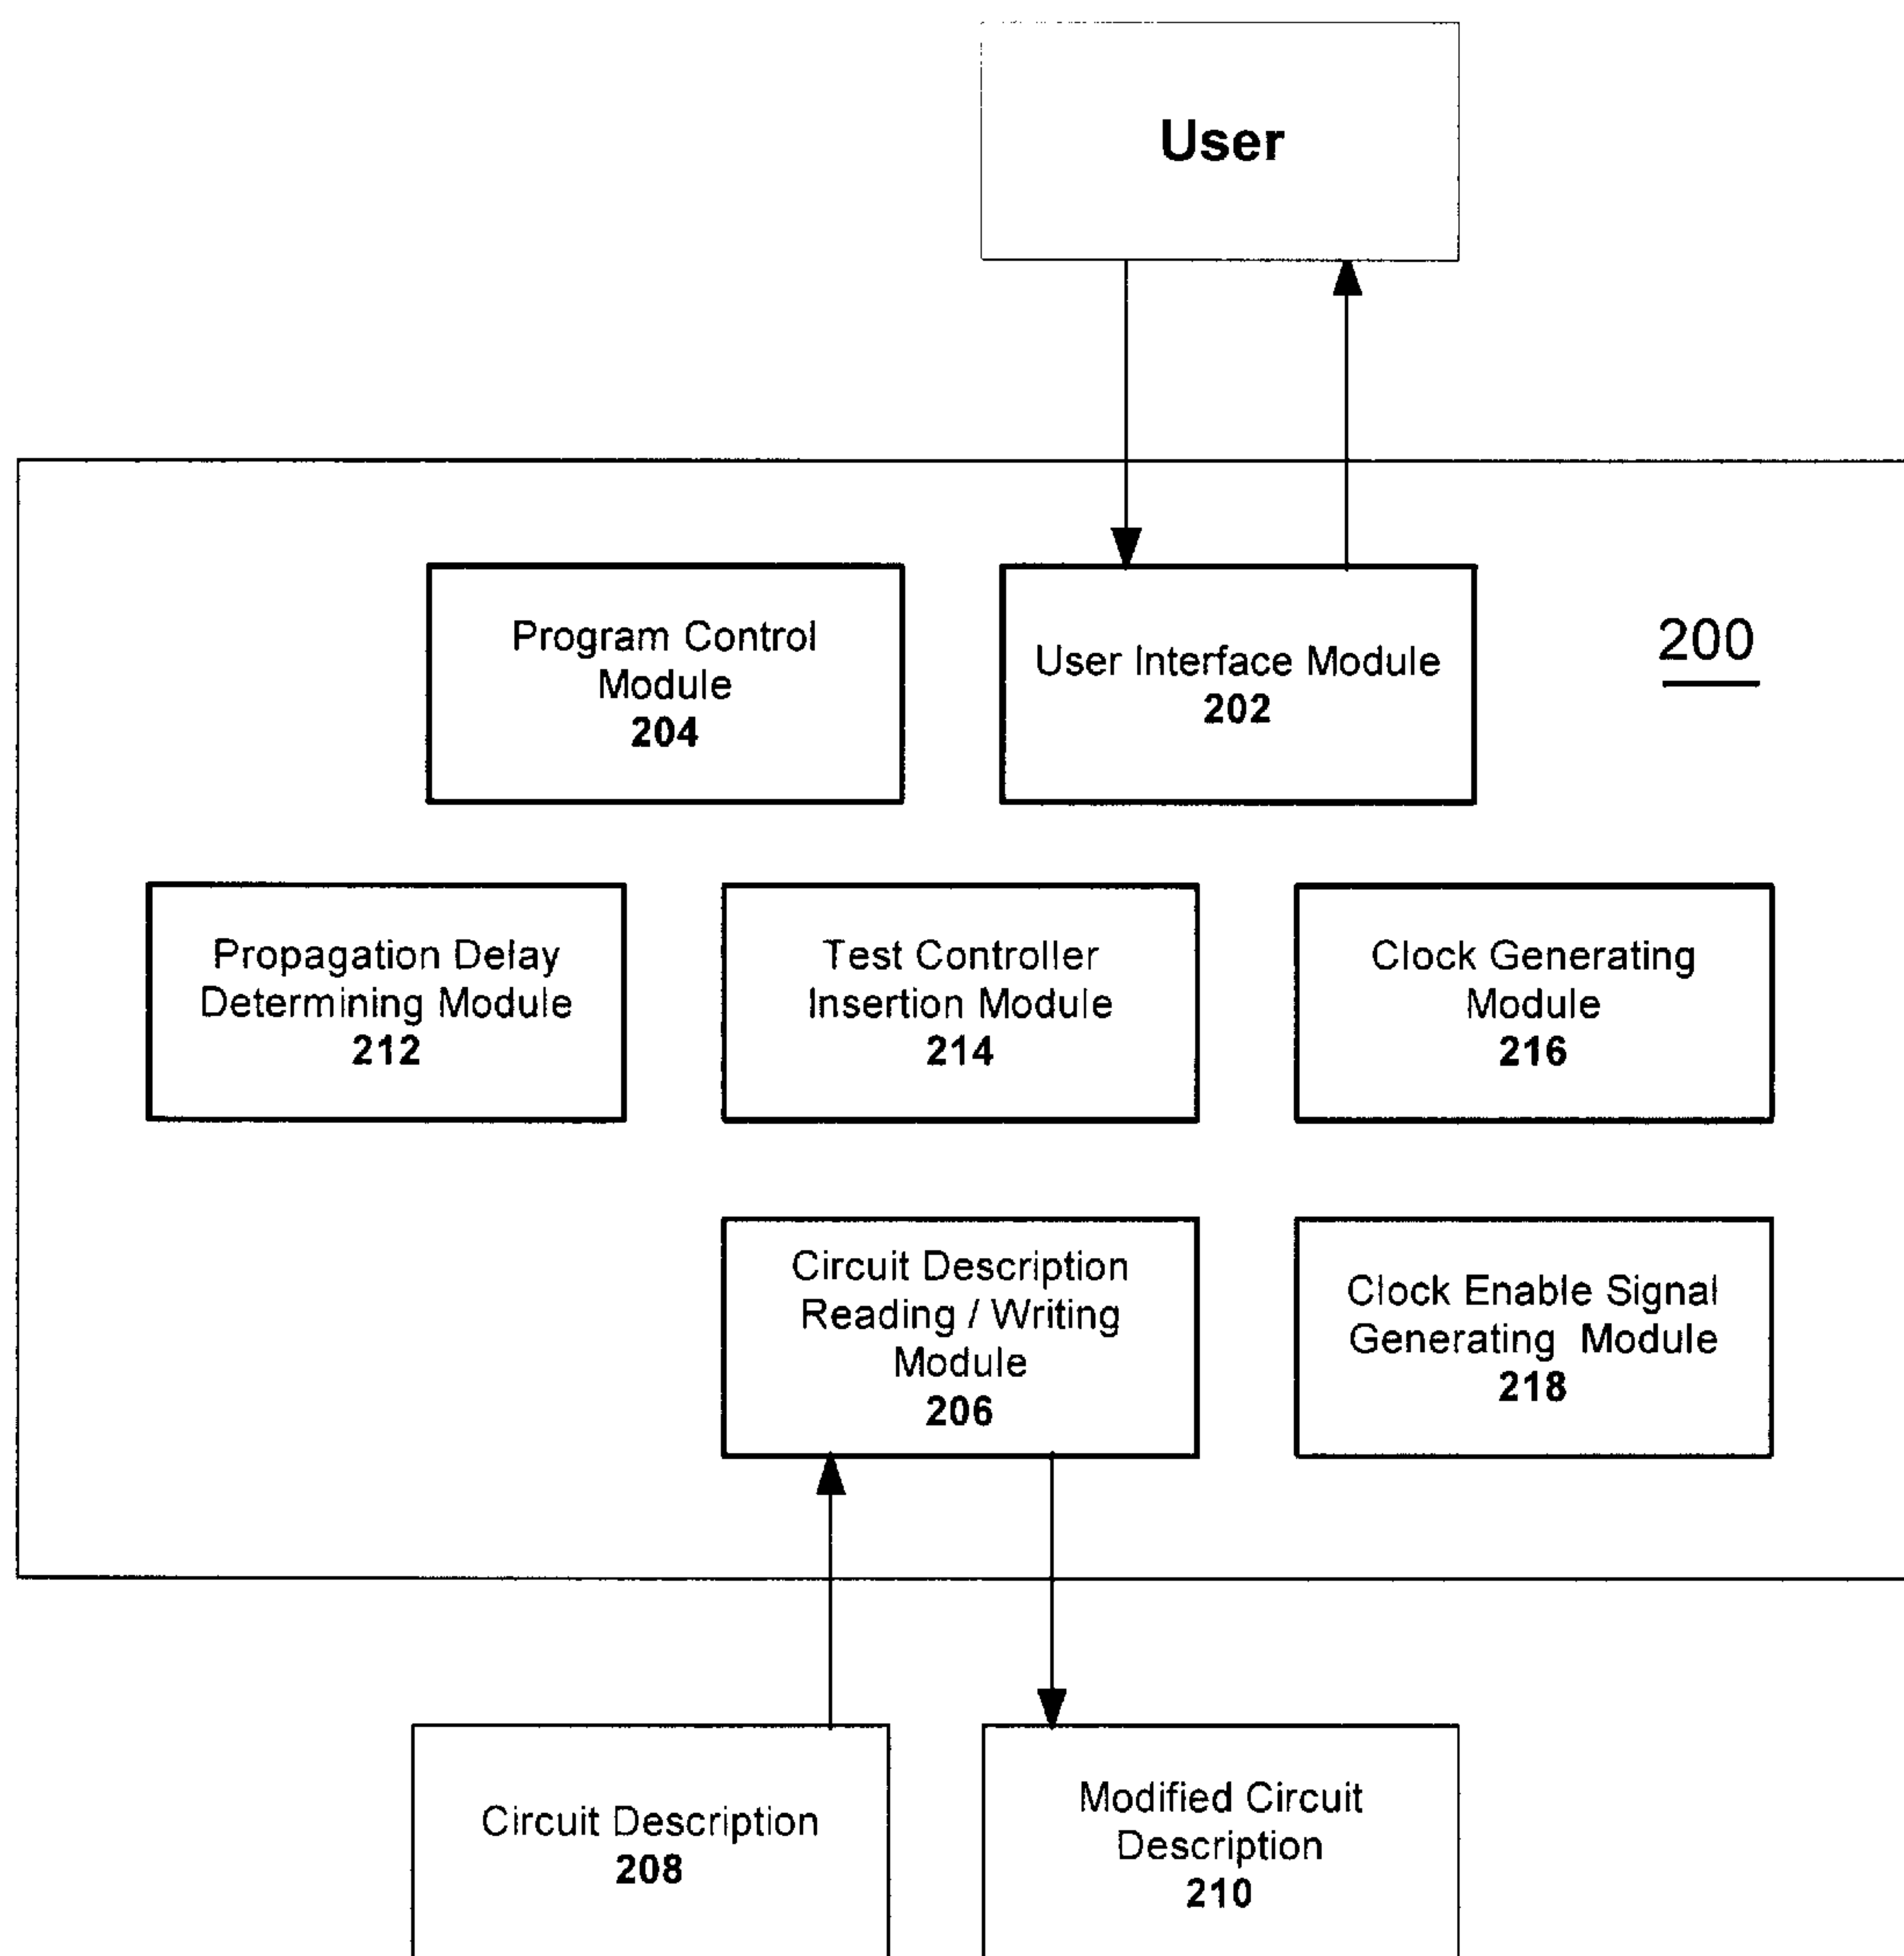 User
Program Control
Module
204
User Interface Module
202
200
Propagation Delay
Determining Module
212
Test Controller
Insertion Module
214
Clock Generating
Module
216
Circuit Description
Reading / Writing
Module
206
Clock Enable Signal
Generating Module
218
Circuit Description
208
Modified Circuit
Description
210